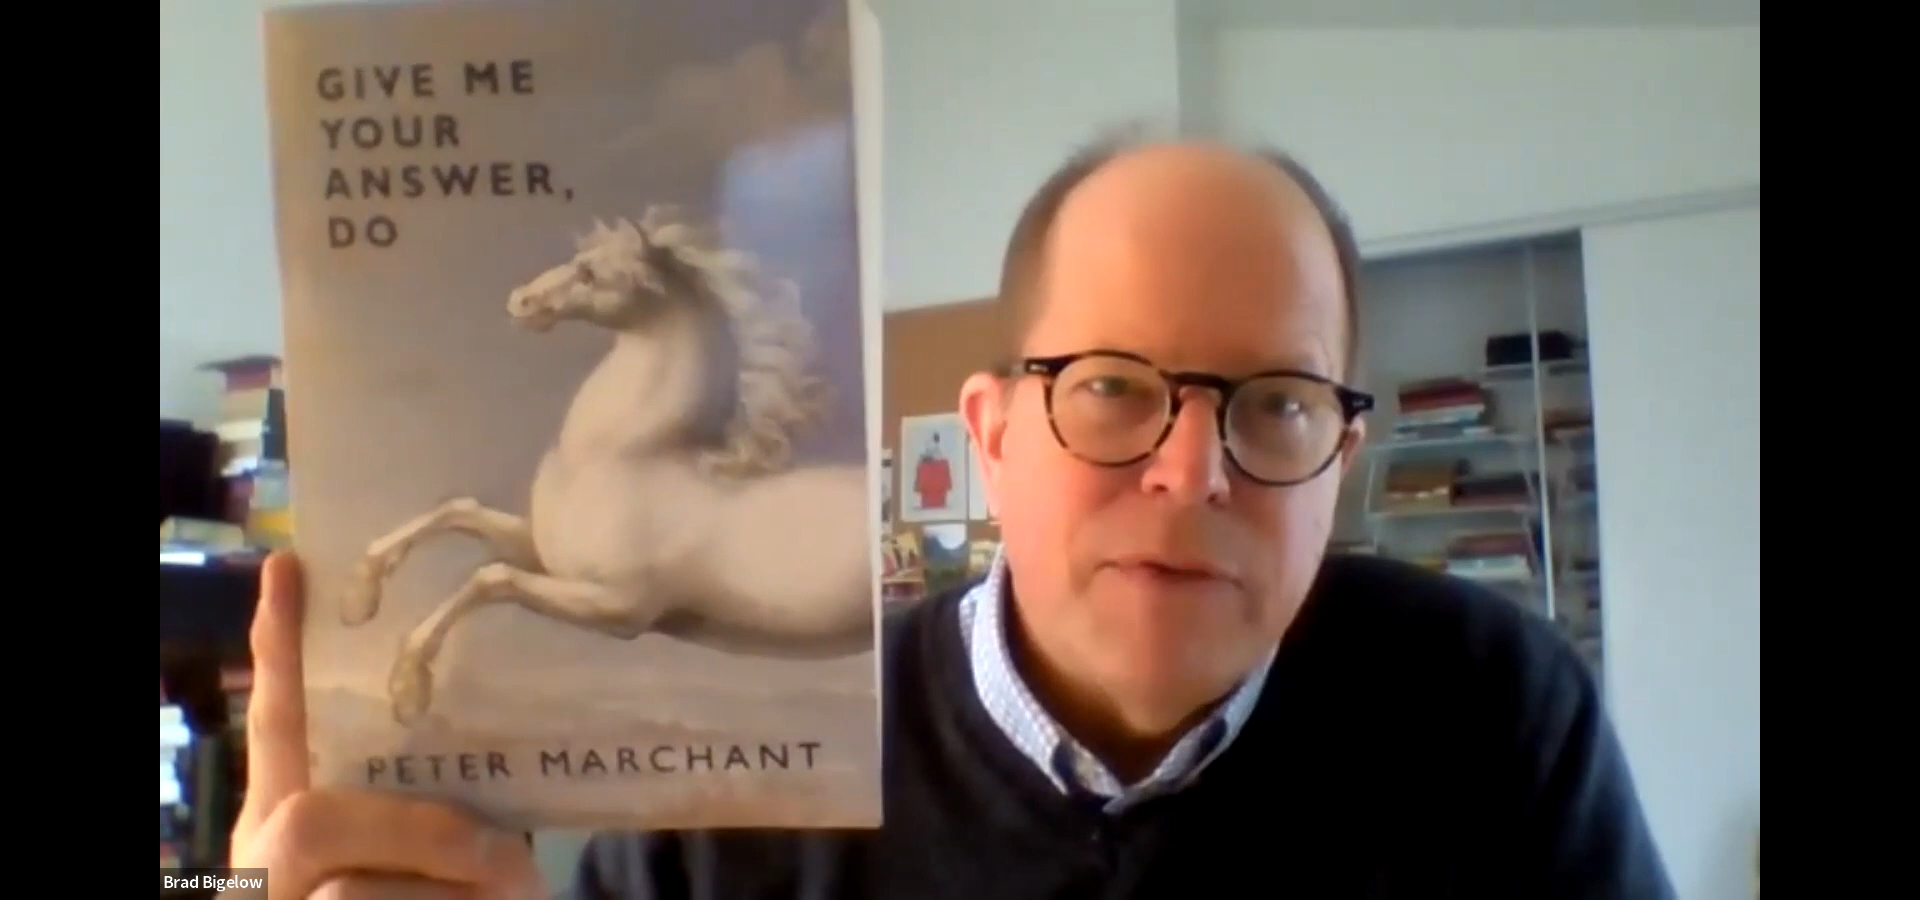 GIVE ME
YOUR
ANSWER,
DO
PETER MARCHANT
Brad Bigelow